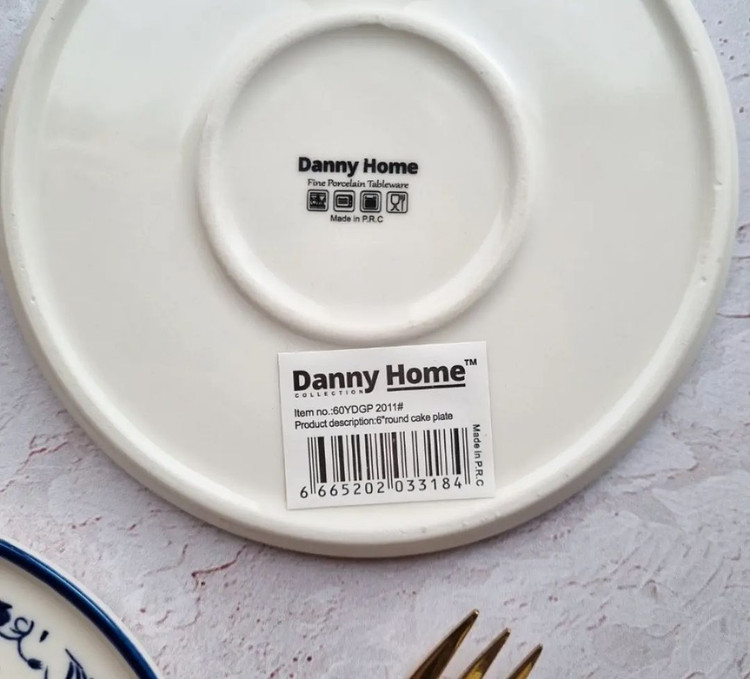 Danny Home
Fine Porcelain Tableware
Made in P.R.C
Danny Home™
COLLECTION
Item no.:60YDGP 2011#
Product description:6"round cake plate
Made in P.R.C
6 665202 033184